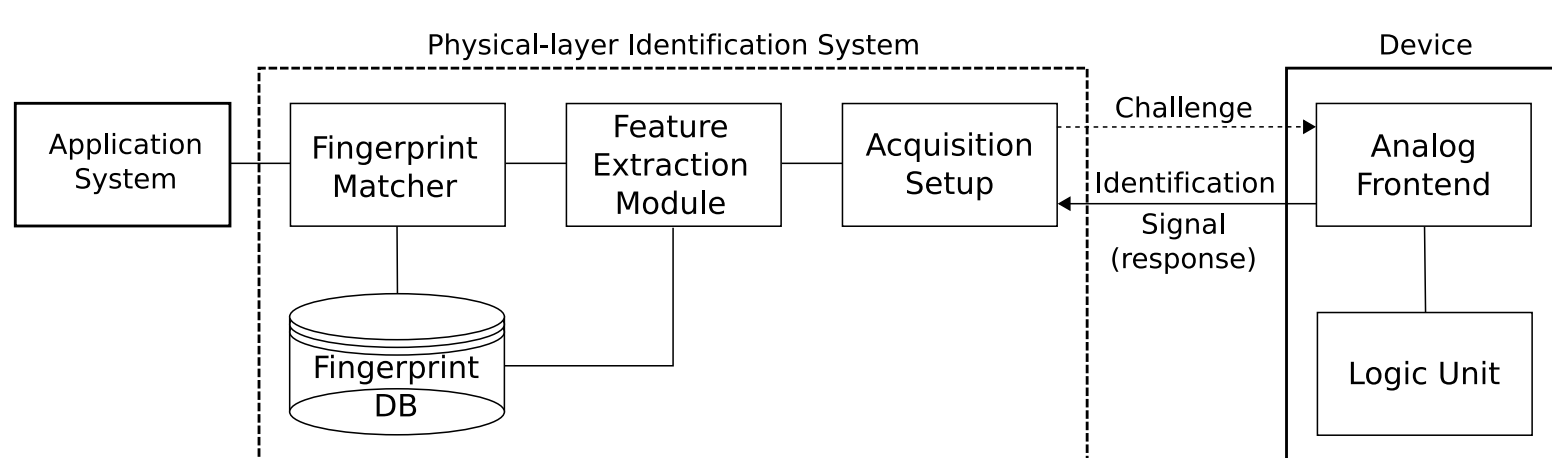 Physical-layer Identification System
Device
Application
System
Fingerprint
Matcher
Feature
Extraction
Module
Acquisition
Setup
Challenge
Identification
Signal
(response)
Analog
Frontend
Fingerprint
DB
Logic Unit